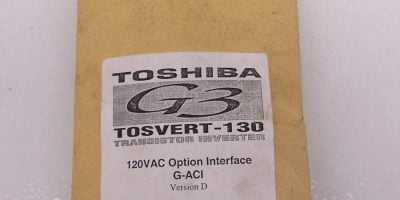 TOSHIBA
G3
TOSVERT-130
TRANSISTOR INVERTER
120VAC Option Interface
G-ACI
Version D